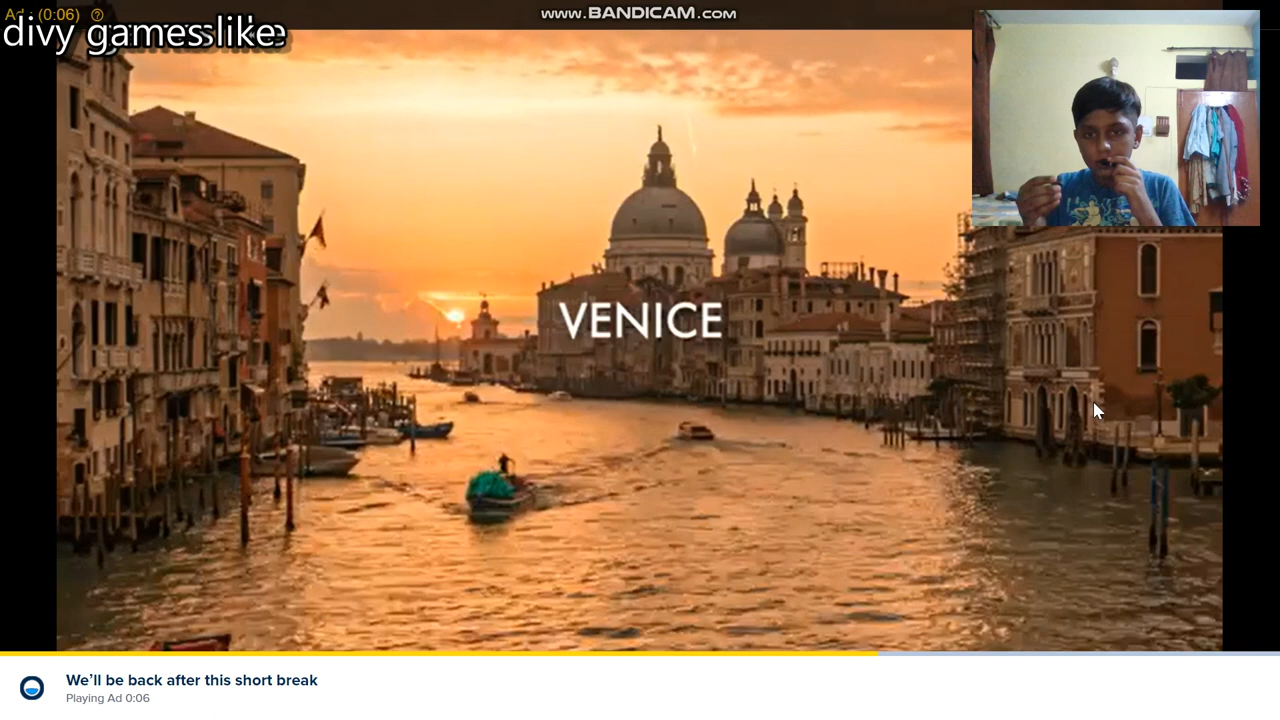 Ad : (0:06)
www.BANDICAM.com
divy games like
VENICE
We'll be back after this short break
Playing Ad 0:06